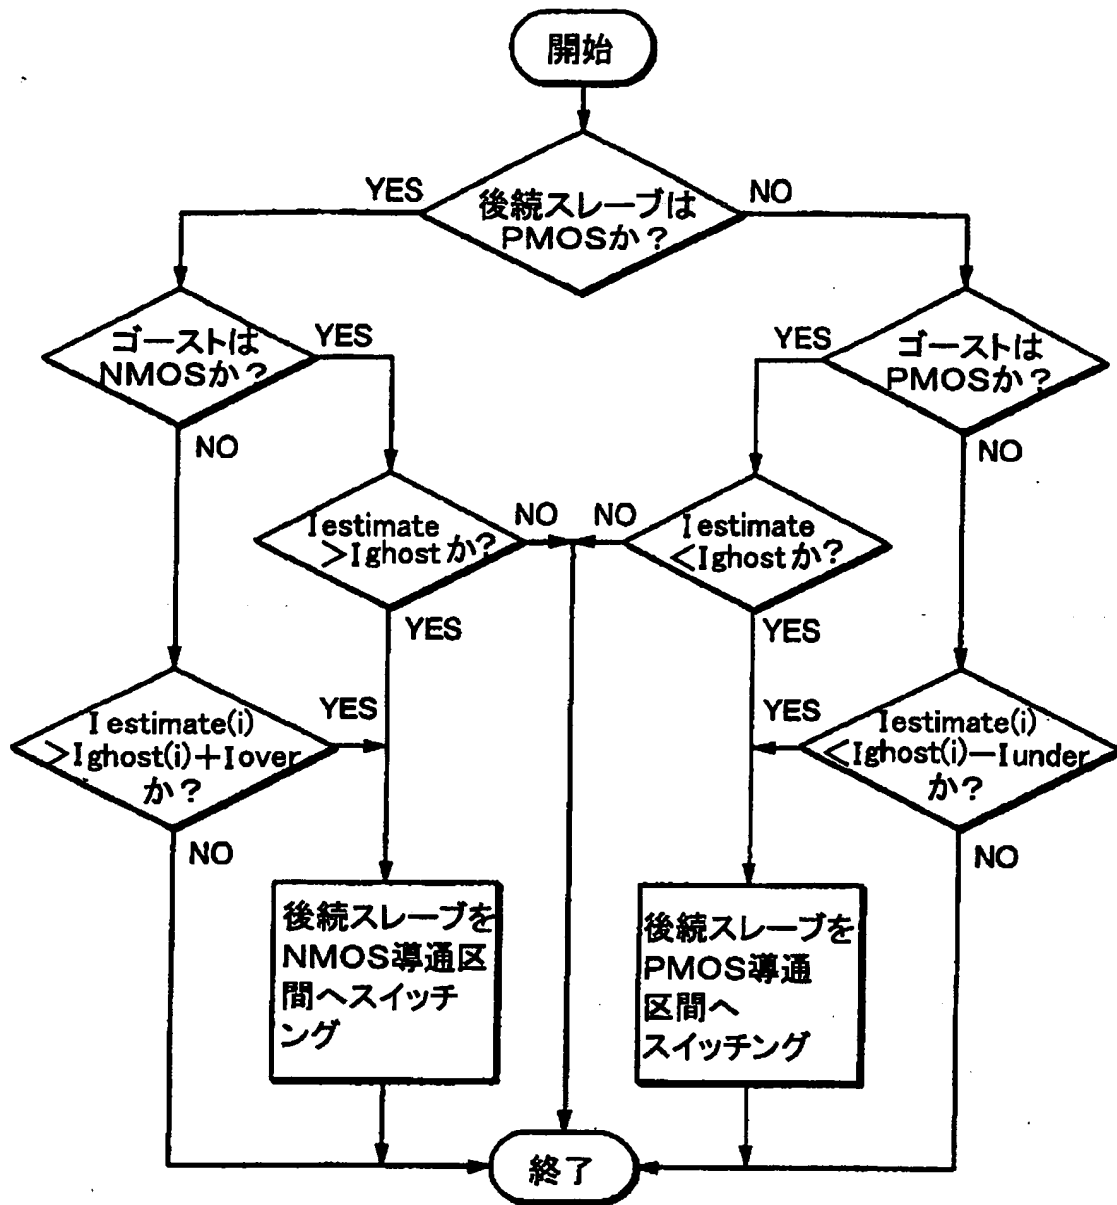 開始
YES
後続スレーブは
PMOSか？
NO
ゴーストは
NMOSか？
YES
NO
YES
ゴーストは
PMOSか？
NO
Iestimate
＞Ighostか？
NO
YES
NO
Iestimate
＜Ighostか？
YES
Iestimate(i)
＞Ighost(i)＋Iover
か？
YES
NO
YES
Iestimate(i)
＜Ighost(i)－Iunder
か？
NO
後続スレーブを
NMOS導通区
間へスイッチ
ング
後続スレーブを
PMOS導通
区間へ
スイッチング
終了